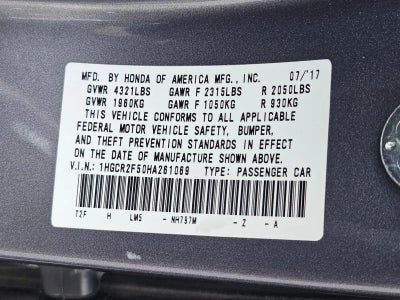 MFD. BY HONDA OF AMERICA MFG., INC. 07/'17
GVWR 4321LBS GAWR F 2315LBS R 2050LBS
GVWR 1960KG GAWR F 1050KG R 930KG
THIS VEHICLE CONFORMS TO ALL APPLICABLE
FEDERAL MOTOR VEHICLE SAFETY, BUMPER,
AND THEFT PREVENTION STANDARDS IN EFFECT
ON THE DATE OF MANUFACTURE SHOWN ABOVE.
V.I.N.: 1HGCR2F50HA261069 TYPE: PASSENGER CAR
T2F H LM5 -NH797M -Z -A